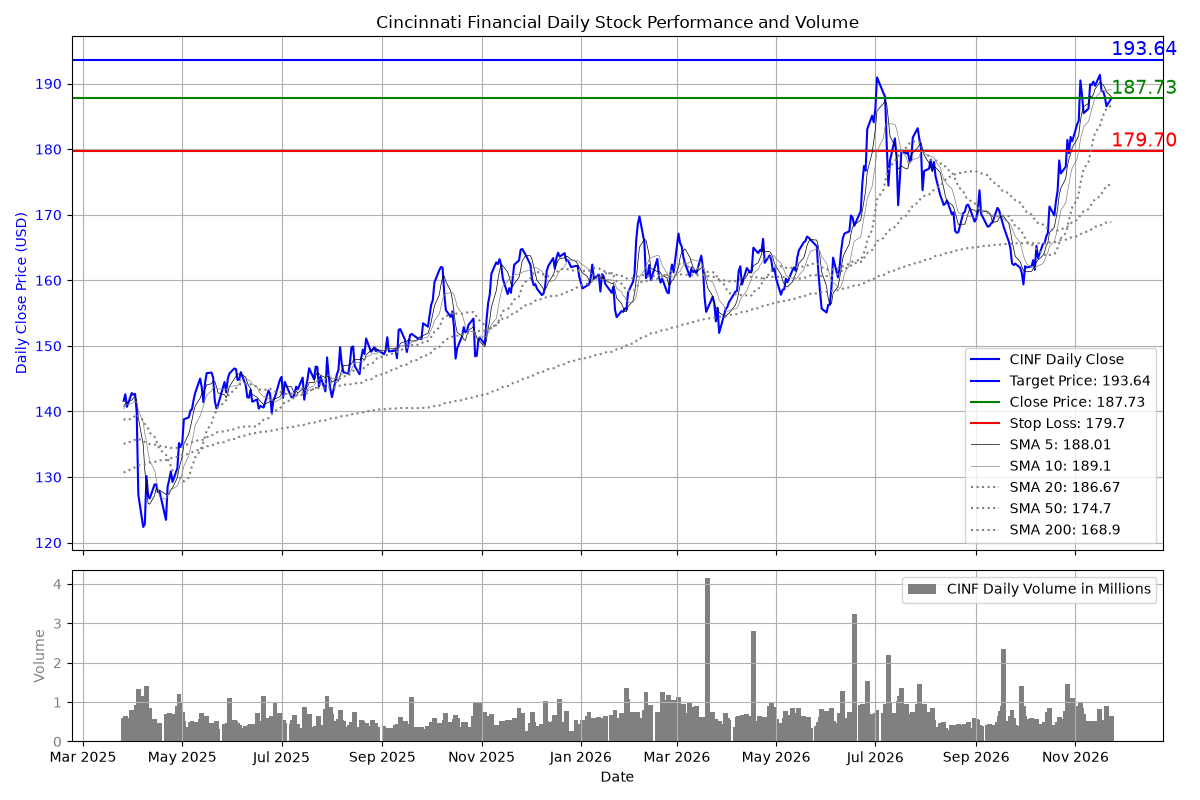 Cincinnati Financial Daily Stock Performance and Volume
193.64
187.73
179.70
190
180
170
160
150
140
130
120
Daily Close Price (USD)
CINF Daily Close
Target Price: 193.64
Close Price: 187.73
Stop Loss: 179.7
SMA 5: 188.01
SMA 10: 189.1
SMA 20: 186.67
SMA 50: 174.7
SMA 200: 168.9
4
3
2
1
0
Volume
CINF Daily Volume in Millions
Mar 2025 May 2025 Jul 2025 Sep 2025 Nov 2025 Jan 2026 Mar 2026 May 2026 Jul 2026 Sep 2026 Nov 2026
Date